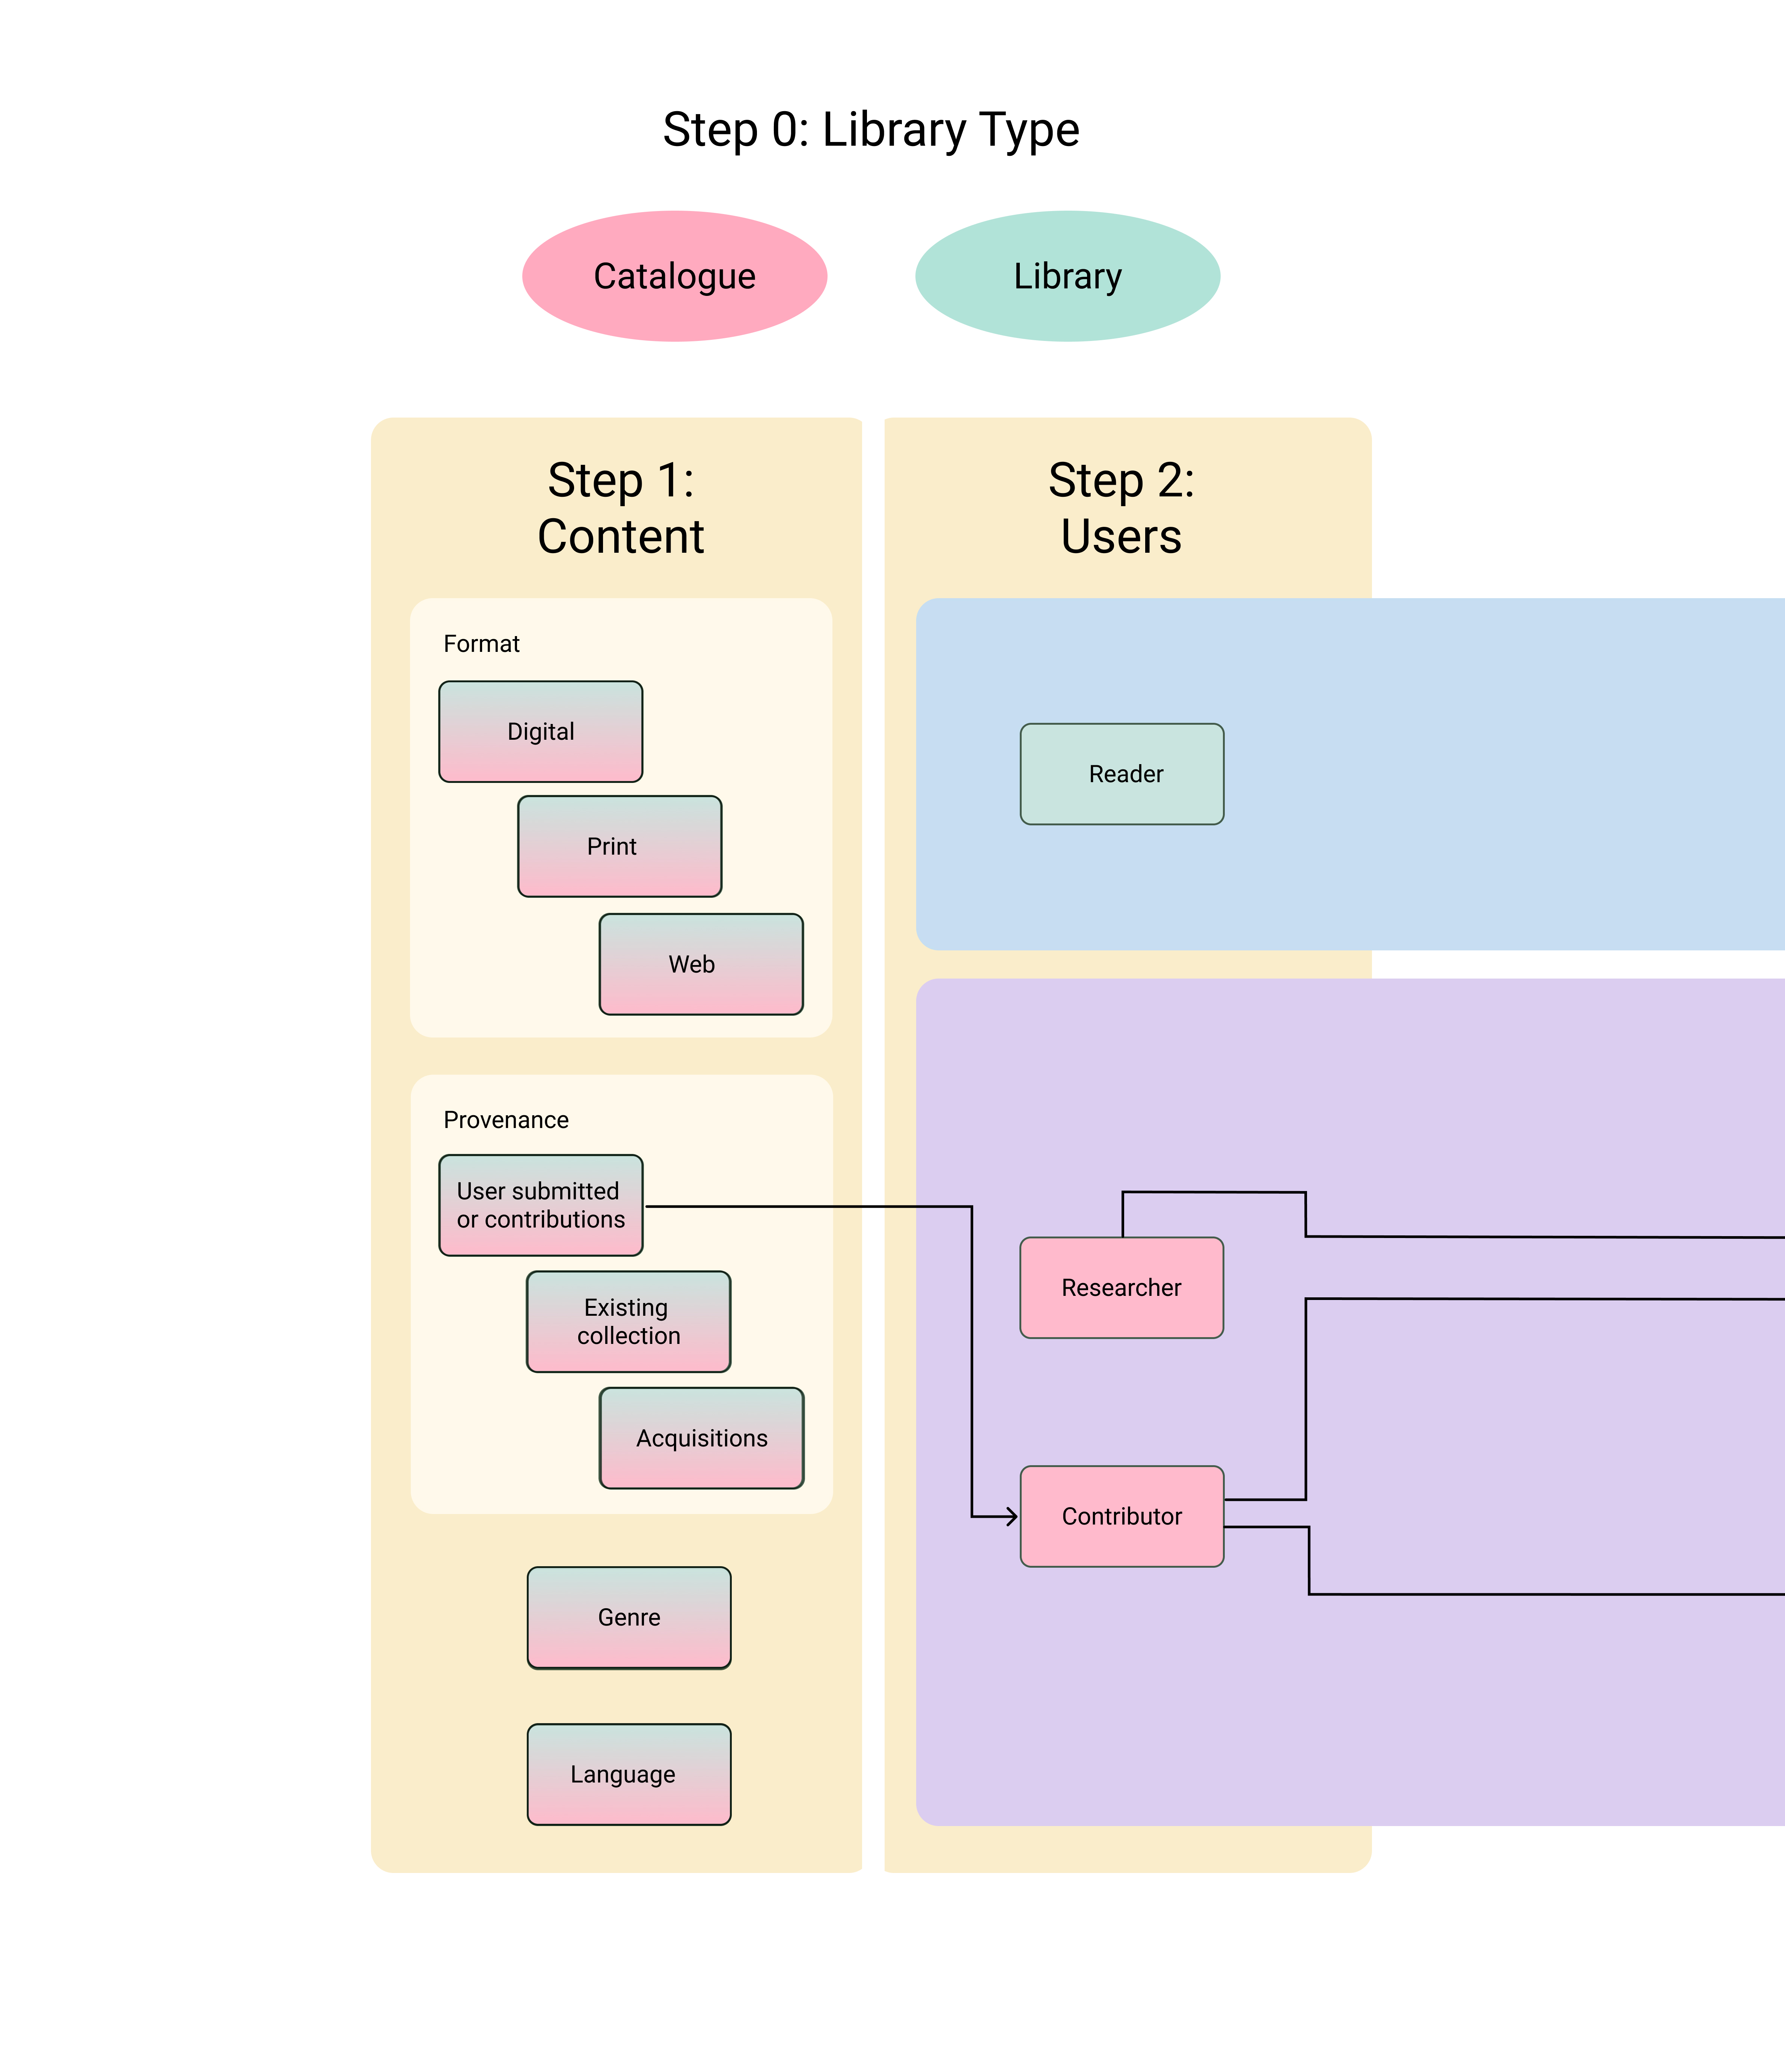 Step 0: Library Type
Catalogue
Library
Step 1:
Content
Format
Digital
Print
Web
Provenance
User submitted
or contributions
Existing
collection
Acquisitions
Genre
Language
Step 2:
Users
Reader
Researcher
Contributor